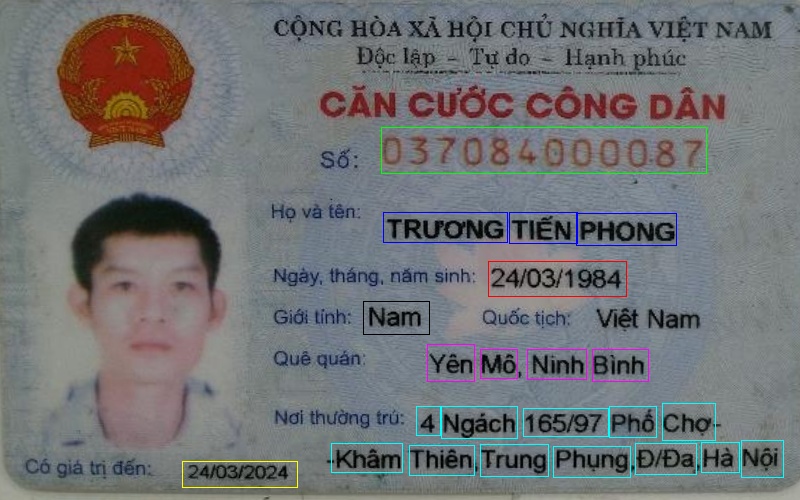 CỘNG HÒA XÃ HỘI CHỦ NGHĨA VIỆT NAM
Độc lập - Tự do - Hạnh phúc
CĂN CƯỚC CÔNG DÂN
Số: 037084000087
Họ và tên: TRƯƠNG TIẾN PHONG
Ngày, tháng, năm sinh: 24/03/1984
Giới tính: Nam Quốc tịch: Việt Nam
Quê quán: Yên Mô, Ninh Bình
Nơi thường trú: 4 Ngách 165/97 Phố Chợ-
-Khâm Thiên,Trung Phụng,Đ/Đa,Hà Nội
Có giá trị đến: 24/03/2024